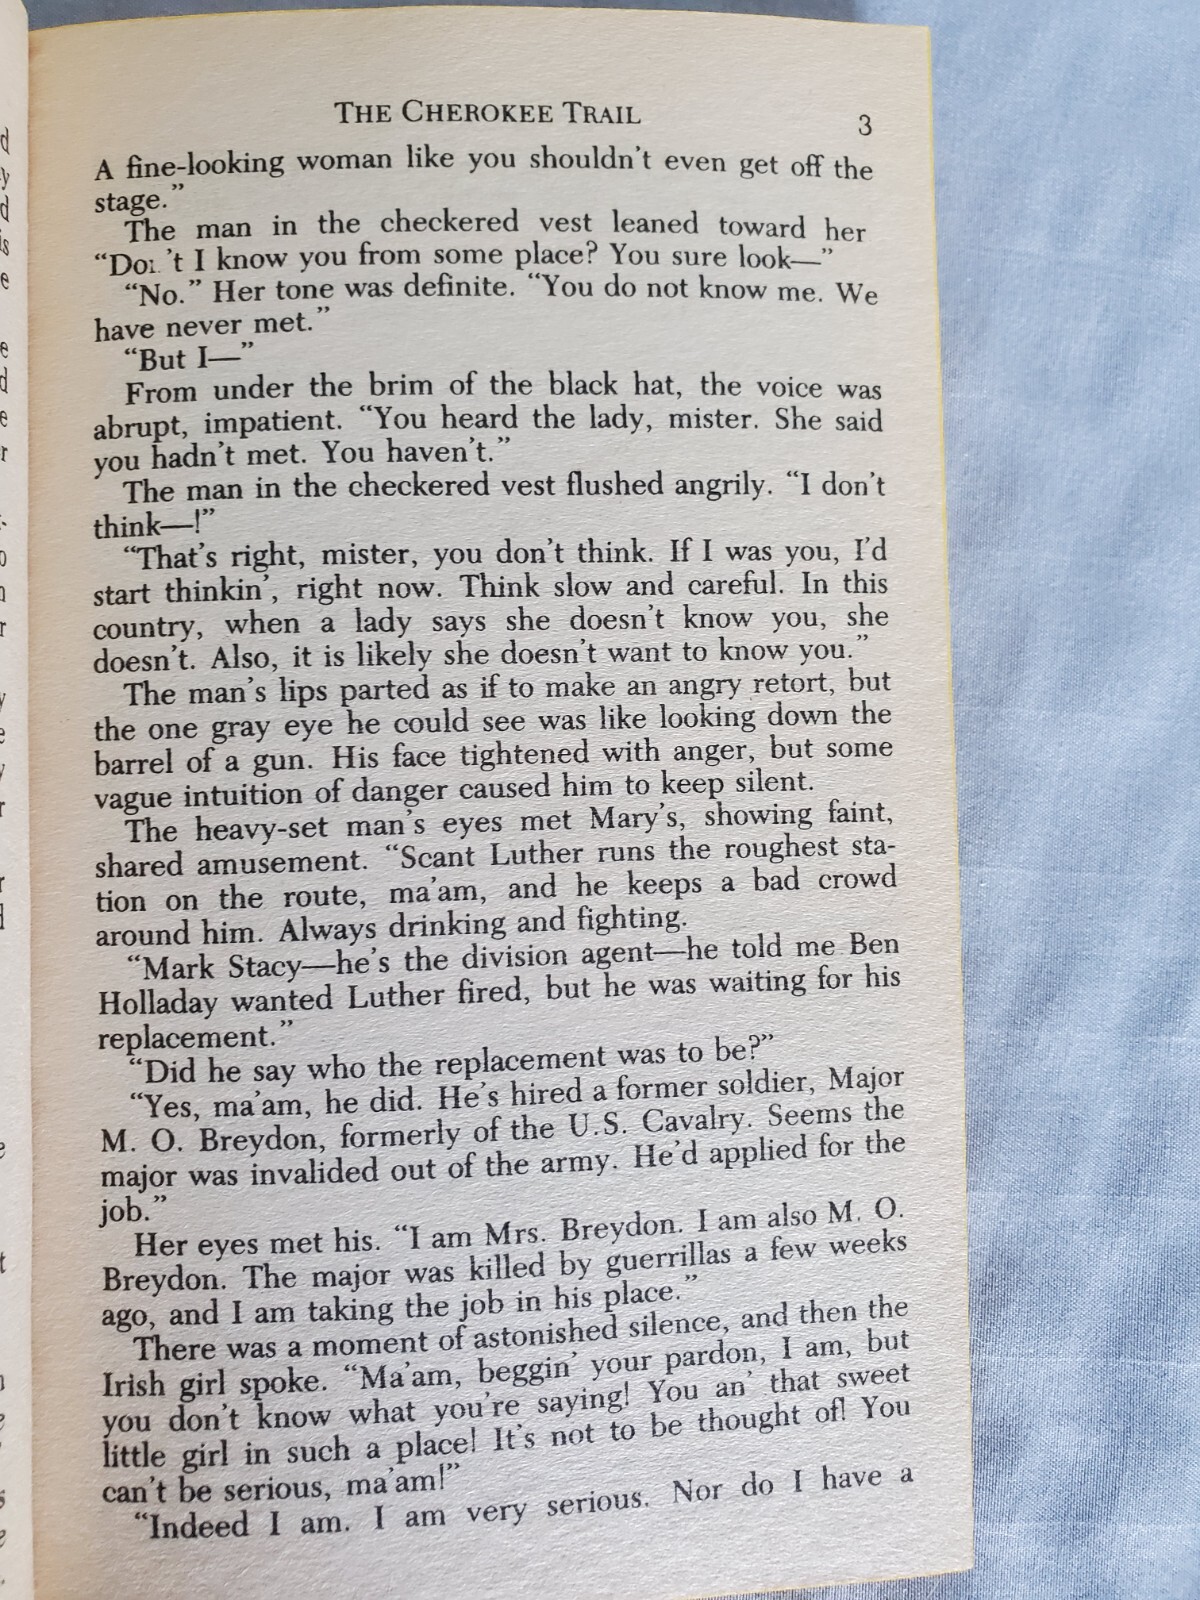 THE CHEROKEE TRAIL
3
A fine-looking woman like you shouldn't even get off the
stage."
The man in the checkered vest leaned toward her
"Don't I know you from some place? You sure look—"
"No." Her tone was definite. "You do not know me. We
have never met."
"But I—"
From under the brim of the black hat, the voice was
abrupt, impatient. "You heard the lady, mister. She said
you hadn't met. You haven't."
The man in the checkered vest flushed angrily. "I don't
think—!"
"That's right, mister, you don't think. If I was you, I'd
start thinkin', right now. Think slow and careful. In this
country, when a lady says she doesn't know you, she
doesn't. Also, it is likely she doesn't want to know you."
The man's lips parted as if to make an angry retort, but
the one gray eye he could see was like looking down the
barrel of a gun. His face tightened with anger, but some
vague intuition of danger caused him to keep silent.
The heavy-set man's eyes met Mary's, showing faint,
shared amusement. "Scant Luther runs the roughest sta-
tion on the route, ma'am, and he keeps a bad crowd
around him. Always drinking and fighting.
"Mark Stacy—he's the division agent—he told me Ben
Holladay wanted Luther fired, but he was waiting for his
replacement."
"Did he say who the replacement was to be?"
"Yes, ma'am, he did. He's hired a former soldier, Major
M. O. Breydon, formerly of the U.S. Cavalry. Seems the
major was invalided out of the army. He'd applied for the
job."
Her eyes met his. "I am Mrs. Breydon. I am also M. O.
Breydon. The major was killed by guerrillas a few weeks
ago, and I am taking the job in his place."
There was a moment of astonished silence, and then the
Irish girl spoke. "Ma'am, beggin' your pardon, I am, but
you don't know what you're saying! You an' that sweet
little girl in such a place! It's not to be thought of! You
can't be serious, ma'am!"
"Indeed I am. I am very serious. Nor do I have a